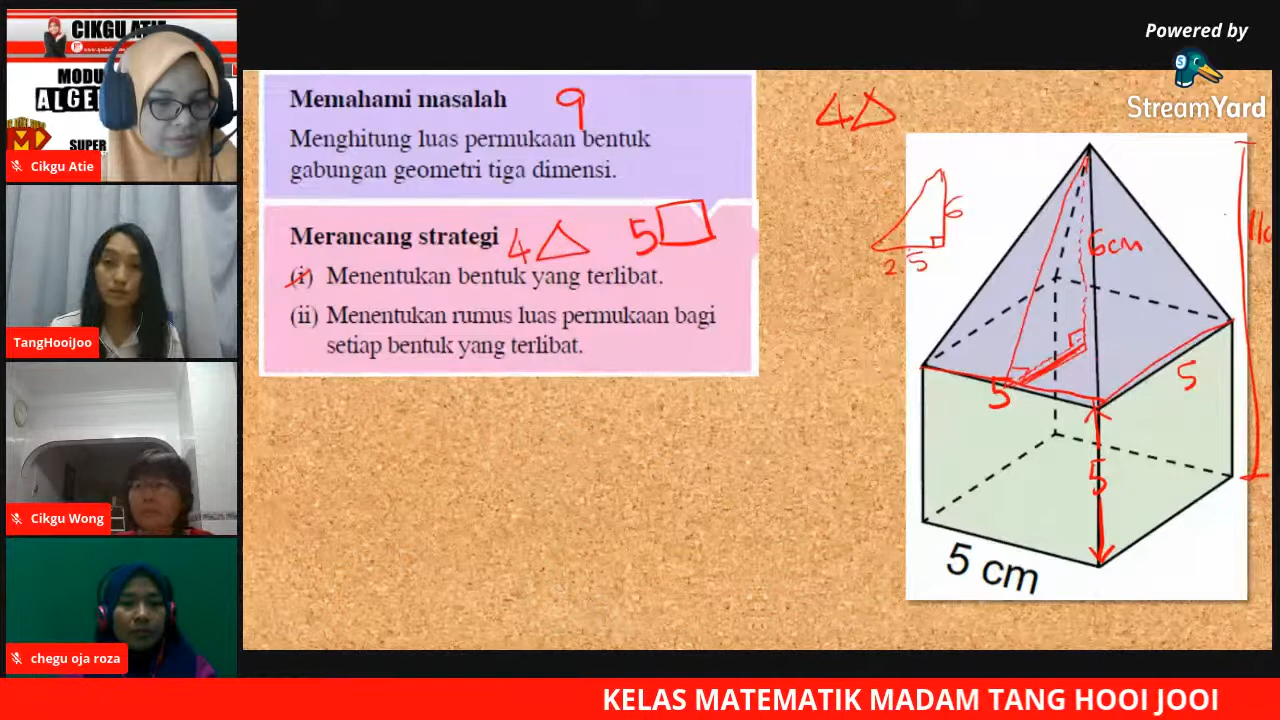 Powered by
StreamYard
CIKGU ATIE
MODU
ALGE
SUPER
Cikgu Atie
TangHooiJoo
Cikgu Wong
chegu oja roza
Memahami masalah 9
Menghitung luas permukaan bentuk
gabungan geometri tiga dimensi.
Merancang strategi 4△ 5□
(i) Menentukan bentuk yang terlibat.
(ii) Menentukan rumus luas permukaan bagi
setiap bentuk yang terlibat.
4△
6
2.5
6cm
5
5
5
5 cm
KELAS MATEMATIK MADAM TANG HOOI JOOI